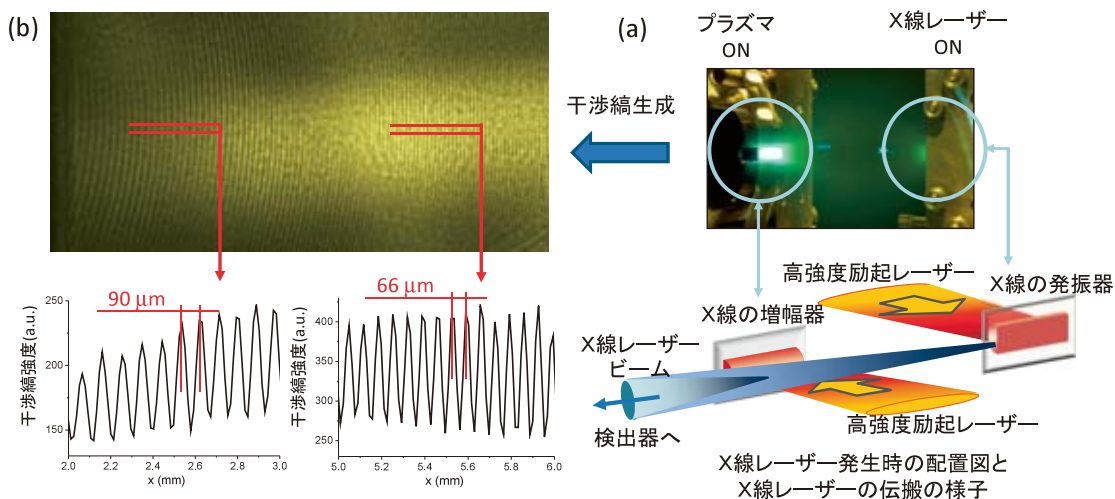 (b)
干渉縞生成
90 μm
干渉縞強度(a.u.)
250
200
150
2.0 2.2 2.4 2.6 2.8 3.0
x (mm)
66 μm
干渉縞強度(a.u.)
400
350
300
250
5.0 5.2 5.4 5.6 5.8 6.0
x (mm)
(a)
プラズマ
ON
X線レーザー
ON
高強度励起レーザー
X線の発振器
X線の増幅器
X線レーザー
ビーム
検出器へ
高強度励起レーザー
X線レーザー発生時の配置図と
X線レーザーの伝搬の様子